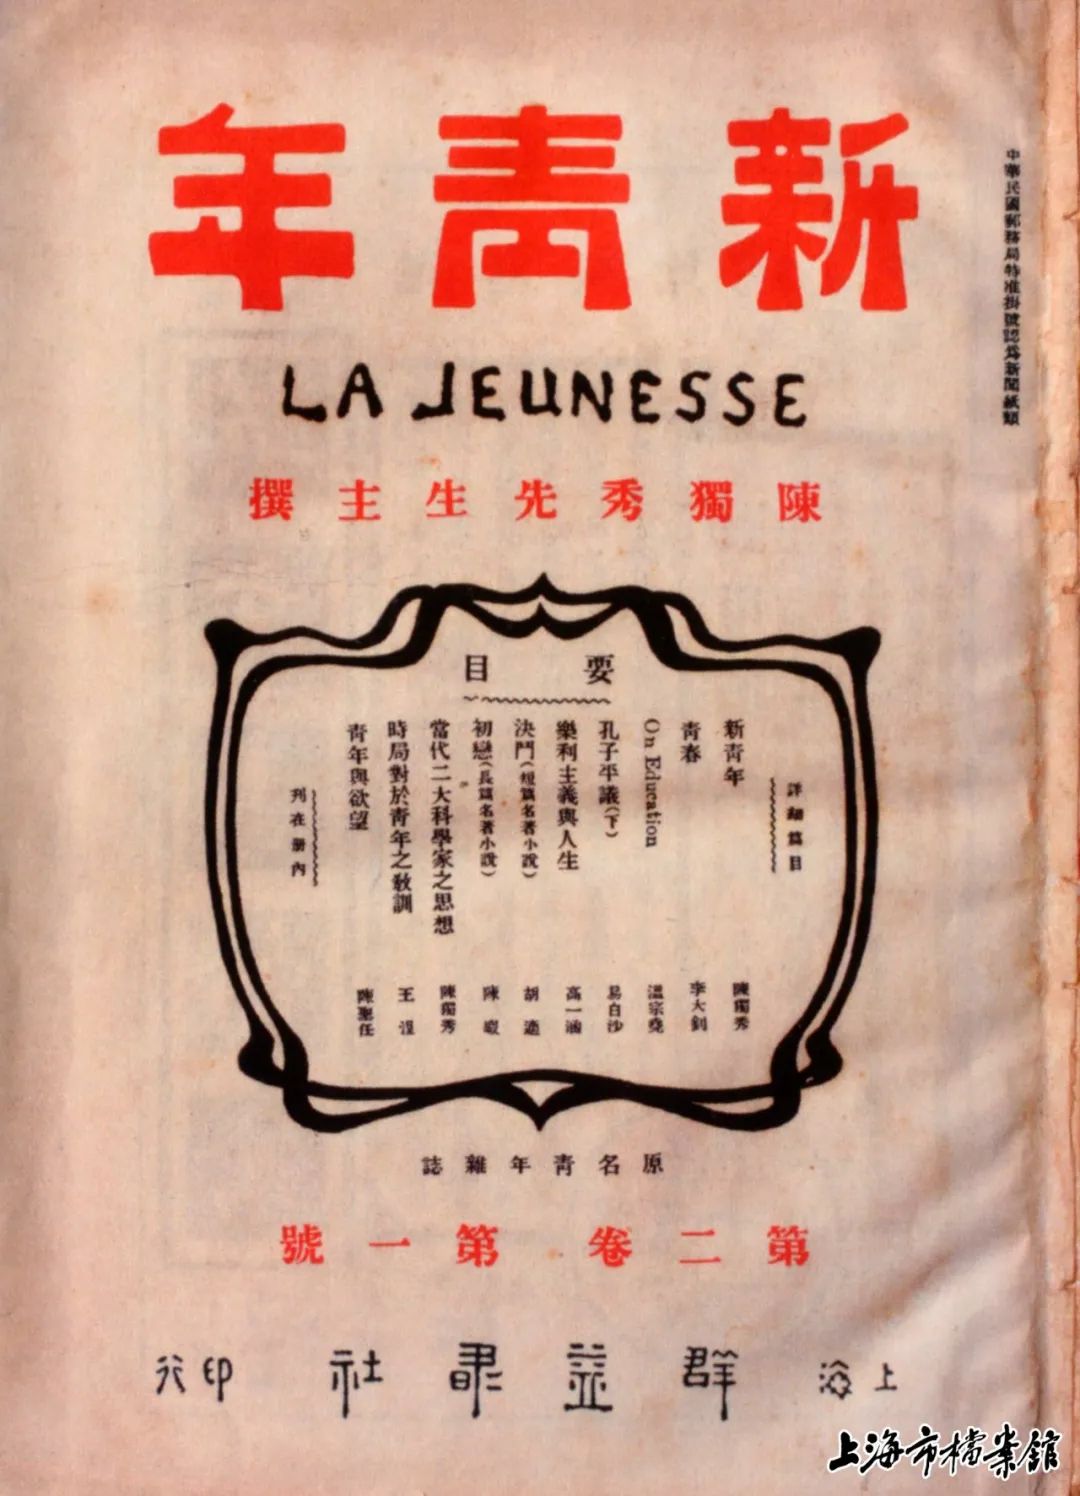 新青年
LA JEUNESSE
陳獨秀先生主撰
中華民國郵務局特准掛號認爲新聞紙類
要目
詳細篇目
新青年 陳獨秀
青春 李大釗
On Education 溫宗堯
孔子平議(下) 易白沙
樂利主義與人生 高一涵
決鬥(短篇名著小說) 胡適
初戀(長篇名著小說) 陳嘏
當代二大科學家之思想 陳獨秀
時局對於青年之教訓 王涅
青年與欲望 陳聖任
刊在册內
原名青年雜誌
第二卷 第一號
上海 群益書社 印行
上海市檔案館